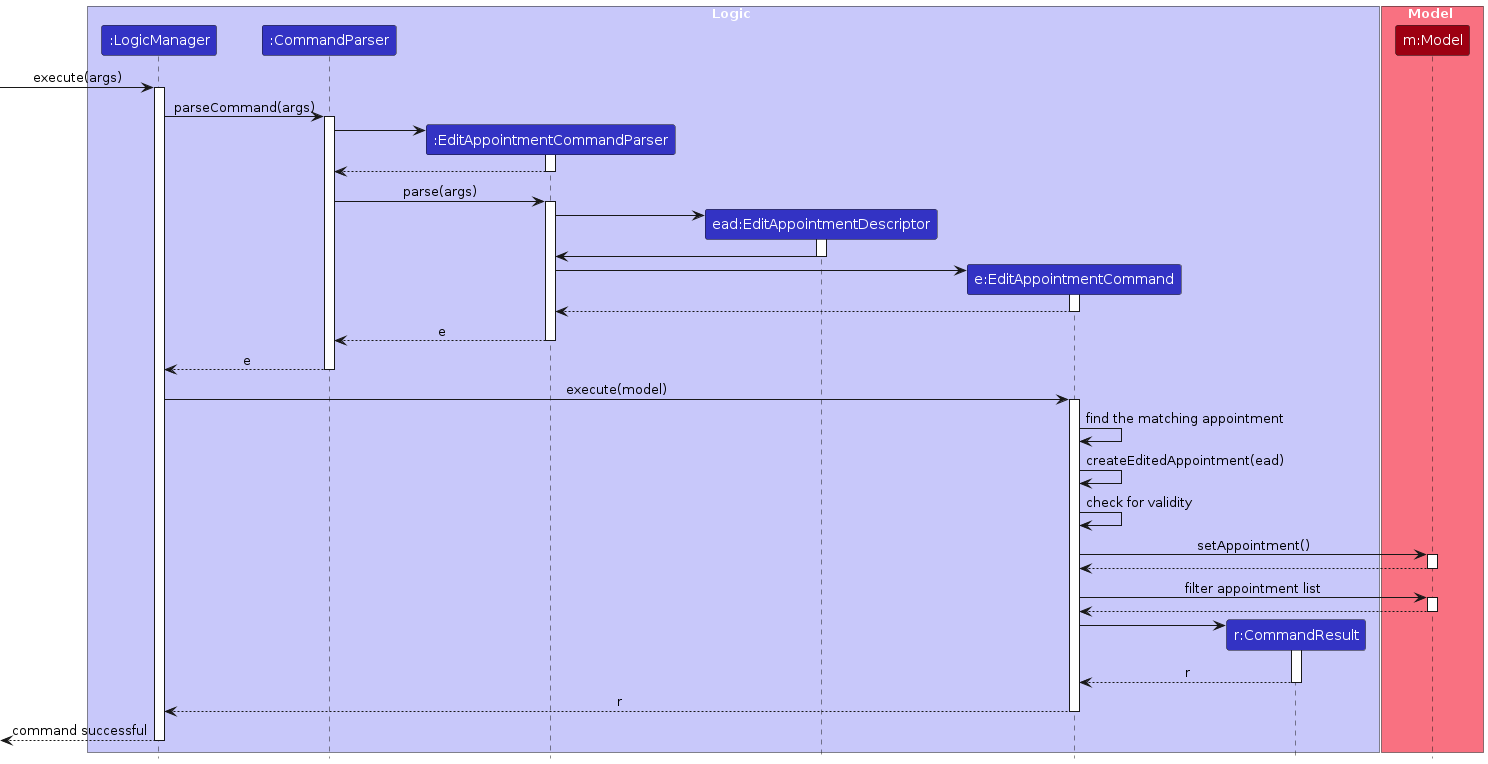 Logic
Model
:LogicManager
:CommandParser
m:Model
execute(args)
parseCommand(args)
:EditAppointmentCommandParser
parse(args)
ead:EditAppointmentDescriptor
e:EditAppointmentCommand
e
e
execute(model)
find the matching appointment
createEditedAppointment(ead)
check for validity
setAppointment()
filter appointment list
r:CommandResult
r
r
command successful